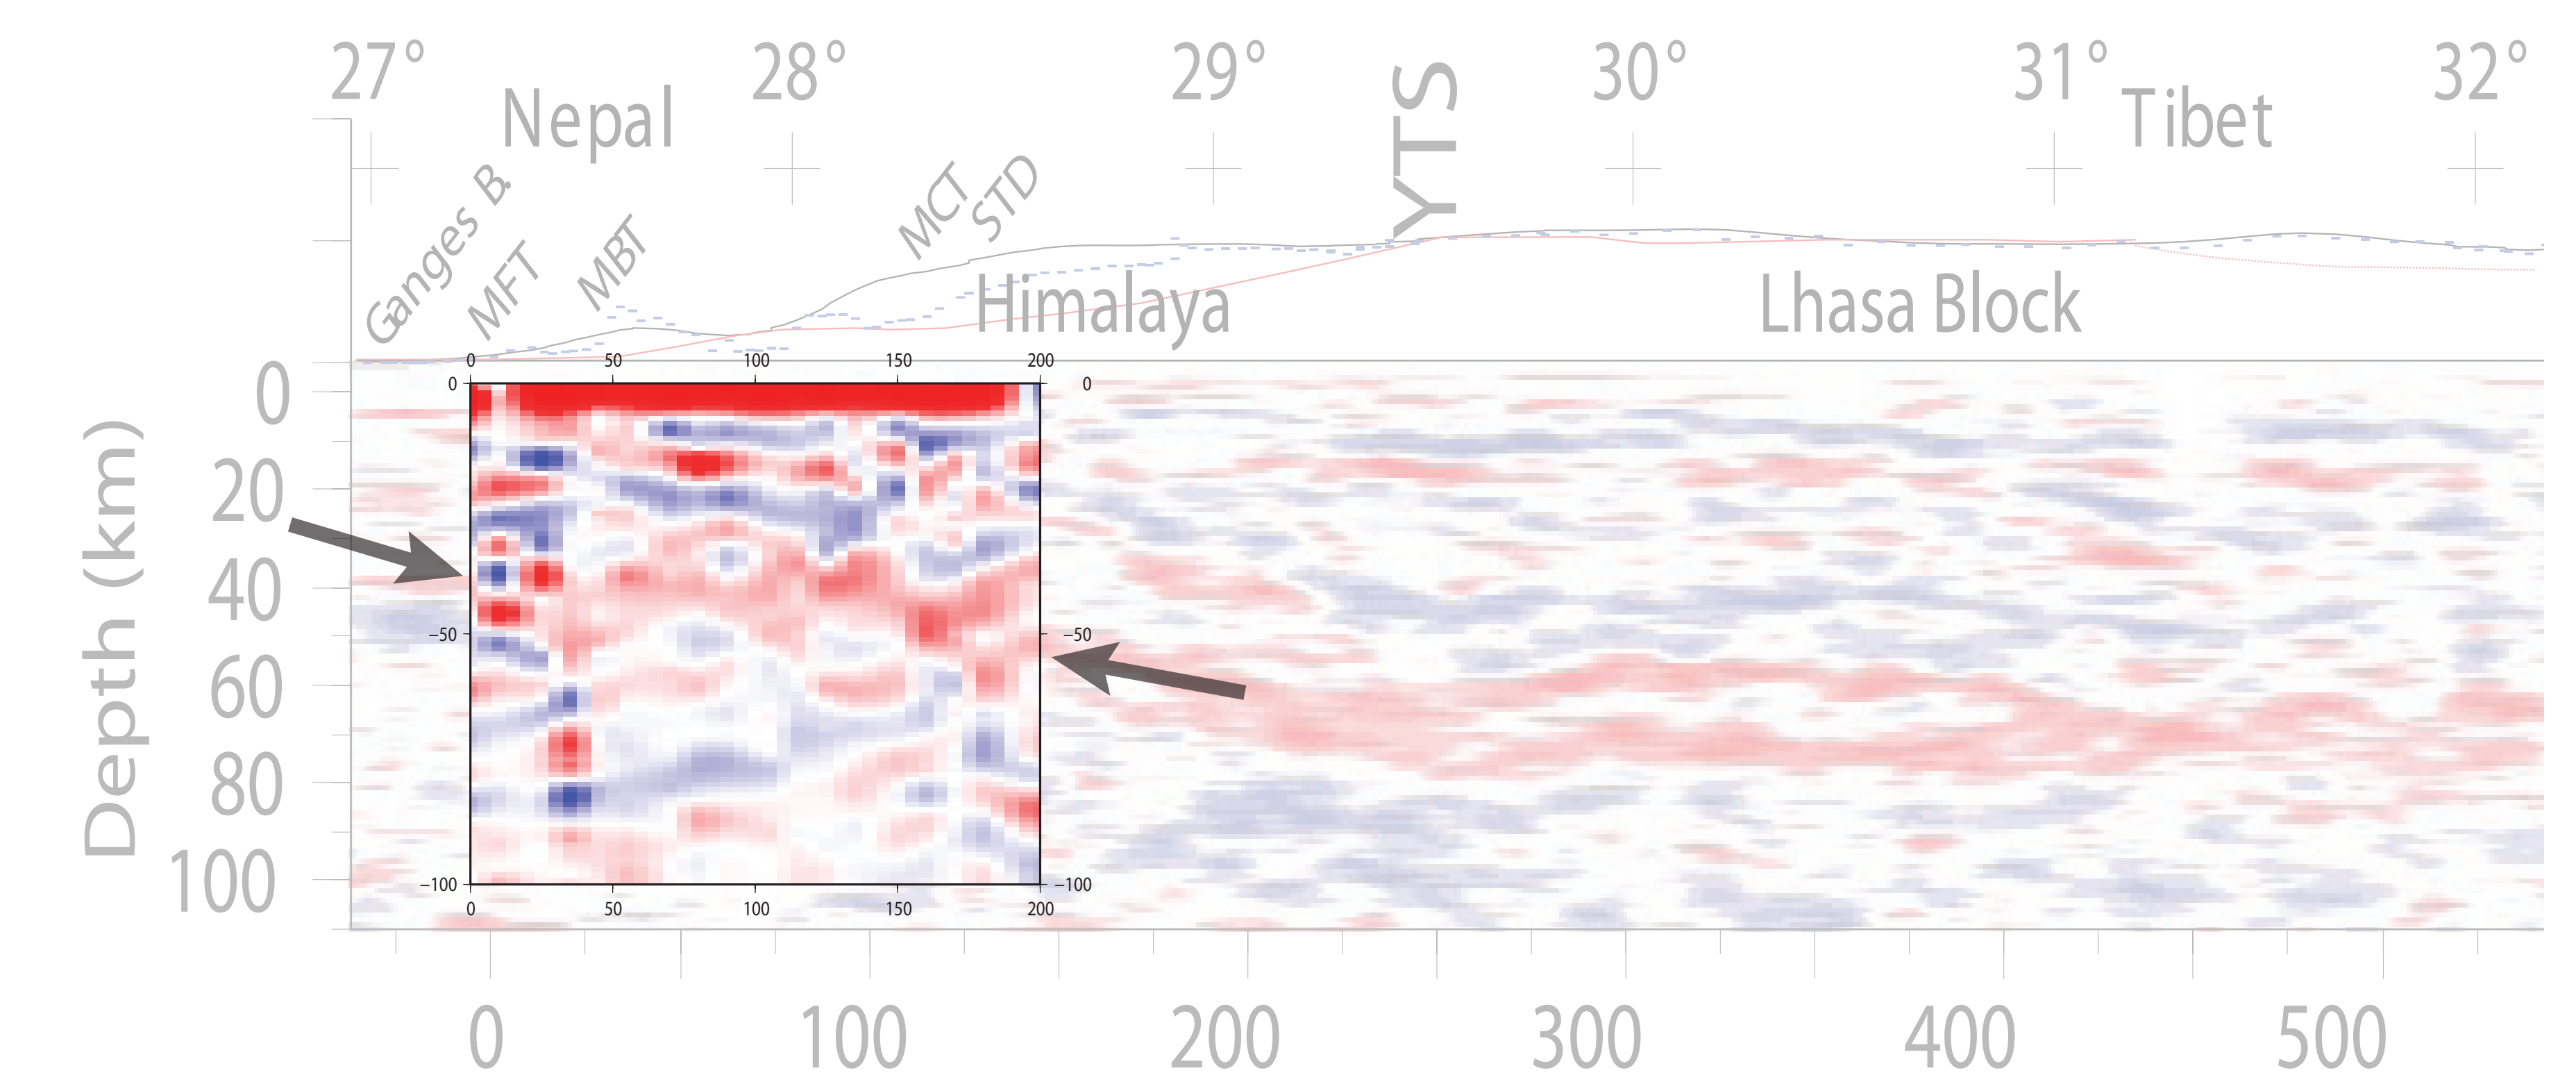 27° 28° 29° 30° 31° 32°
Nepal
Tibet
YTS
Ganges B.
MFT
MBT
MCT
STD
Himalaya
Lhasa Block
0 50 100 150 200
Depth (km)
0
20
40
60
80
100
0
−50
−100
0
−50
−100
0 50 100 150 200
0 100 200 300 400 500